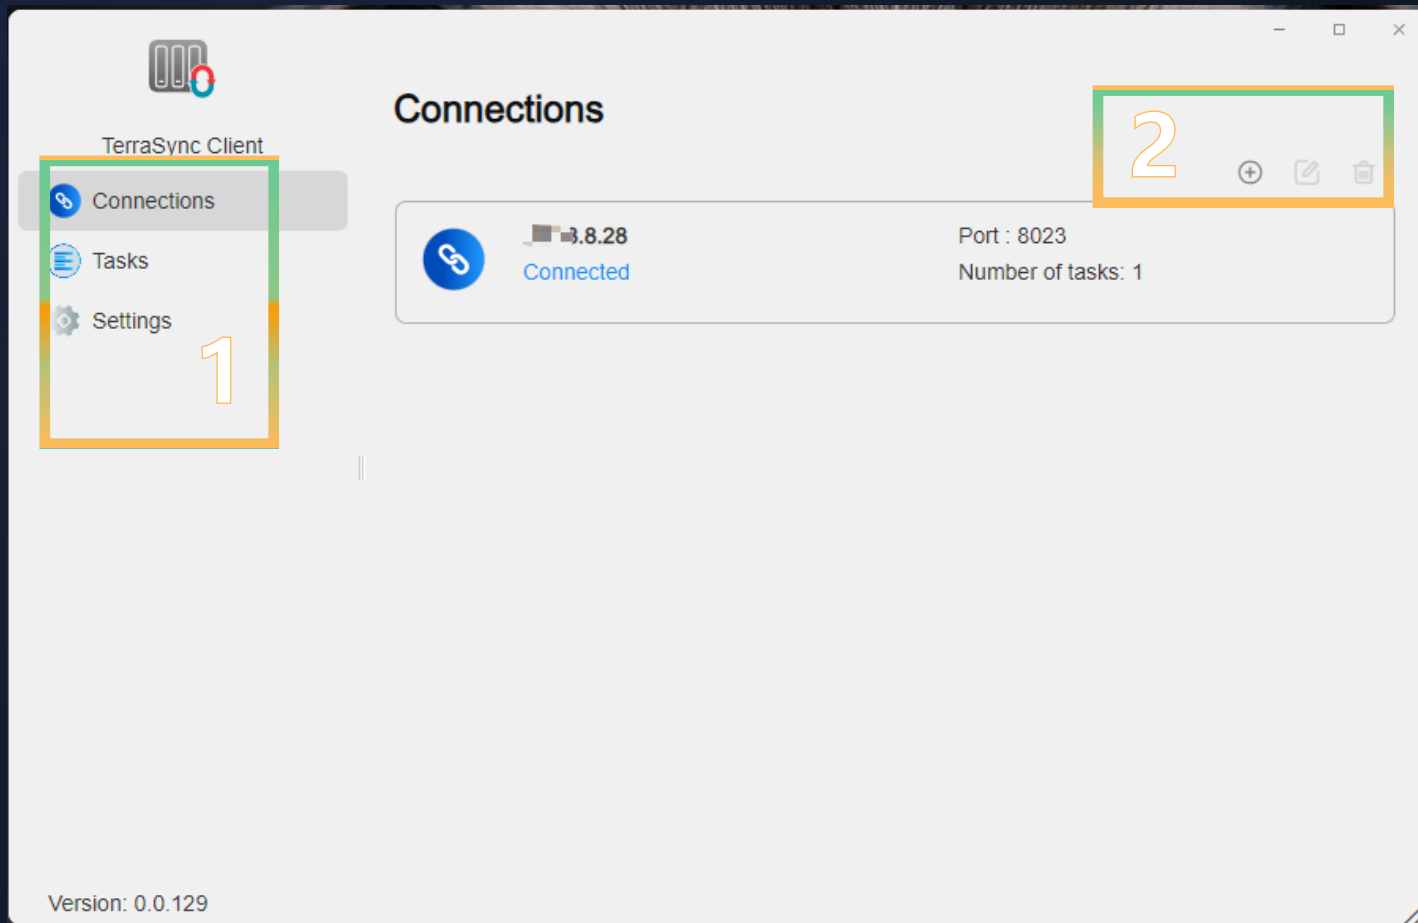 TerraSync Client
Connections
Tasks
Settings
1
Version: 0.0.129
Connections
2
.8.28
Connected
Port : 8023
Number of tasks: 1